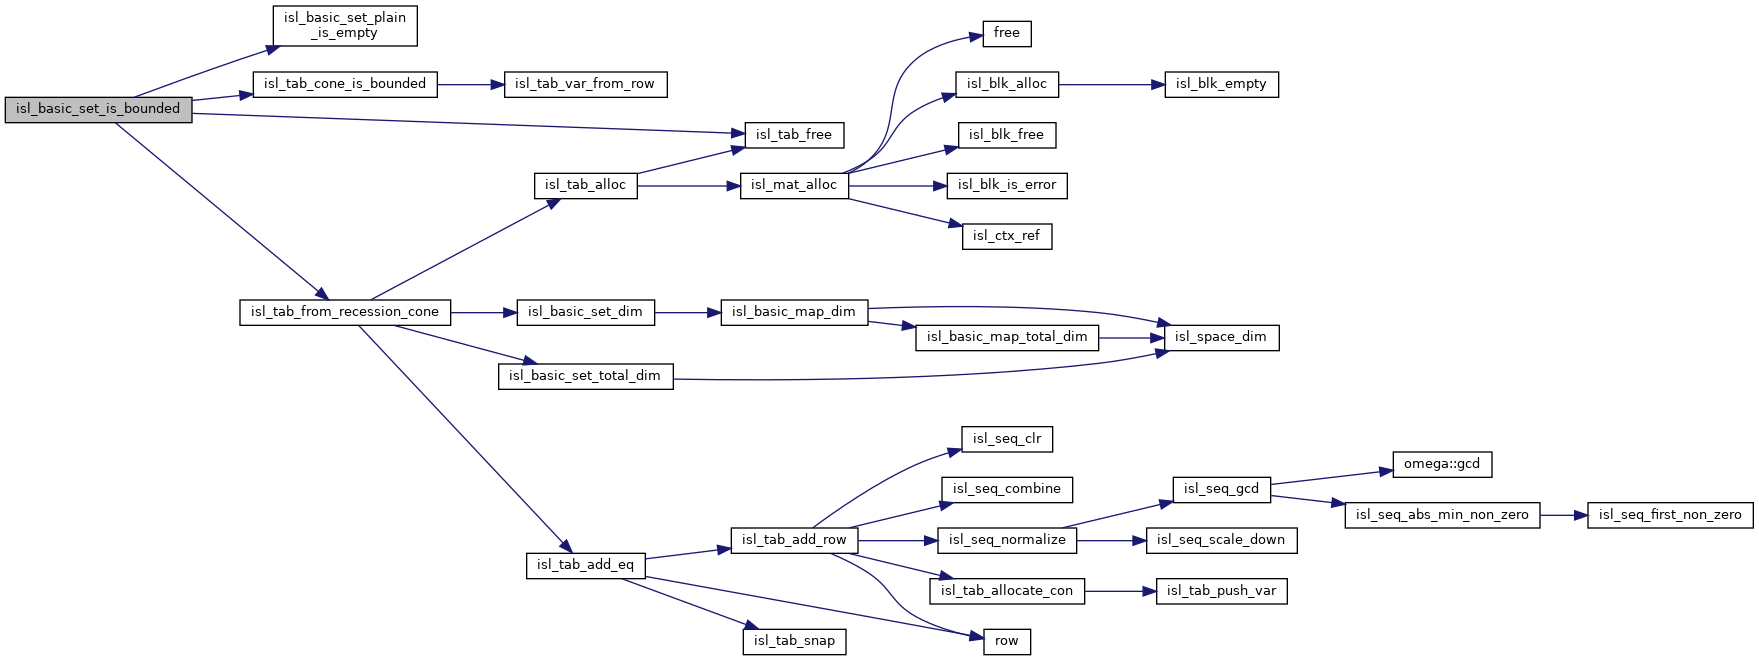 isl_basic_set_plain
_is_empty
free
isl_tab_cone_is_bounded
isl_tab_var_from_row
isl_blk_alloc
isl_blk_empty
isl_basic_set_is_bounded
isl_tab_free
isl_blk_free
isl_tab_alloc
isl_mat_alloc
isl_blk_is_error
isl_ctx_ref
isl_tab_from_recession_cone
isl_basic_set_dim
isl_basic_map_dim
isl_basic_map_total_dim
isl_space_dim
isl_basic_set_total_dim
isl_seq_clr
omega::gcd
isl_seq_combine
isl_seq_gcd
isl_seq_abs_min_non_zero
isl_seq_first_non_zero
isl_tab_add_row
isl_seq_normalize
isl_seq_scale_down
isl_tab_add_eq
isl_tab_allocate_con
isl_tab_push_var
isl_tab_snap
row